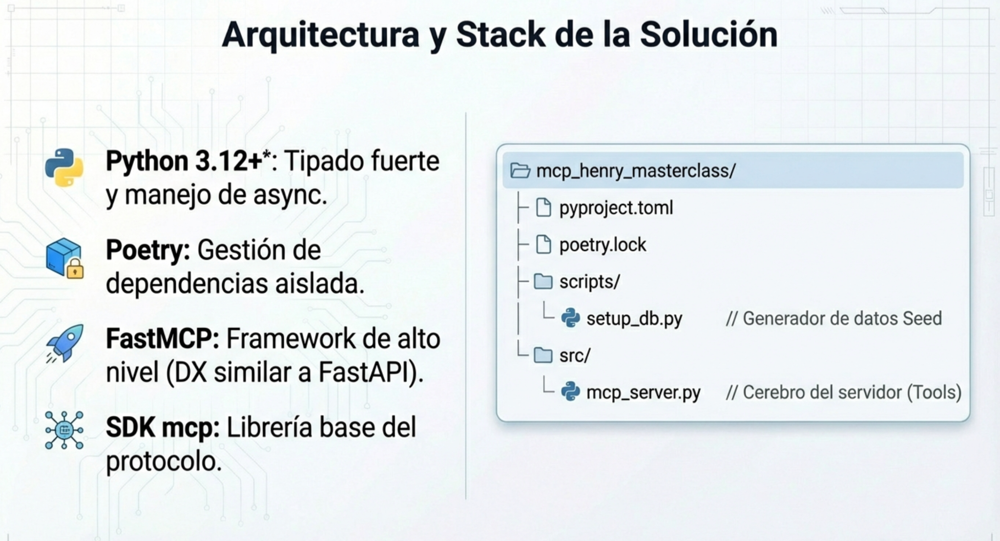 Arquitectura y Stack de la Solución
Python 3.12+*: Tipado fuerte
y manejo de async.
Poetry: Gestión de
dependencias aislada.
FastMCP: Framework de alto
nivel (DX similar a FastAPI).
SDK mcp: Librería base del
protocolo.
mcp_henry_masterclass/
pyproject.toml
poetry.lock
scripts/
setup_db.py // Generador de datos Seed
src/
mcp_server.py // Cerebro del servidor (Tools)